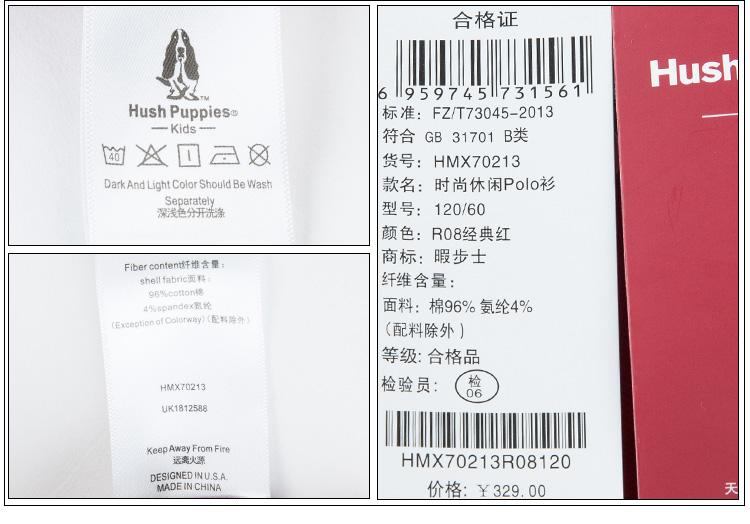 Hush Puppies®
Kids
40
Dark And Light Color Should Be Wash
Separately
深浅色分开洗涤
Fiber content纤维含量：
shell fabric面料：
96%cotton棉
4%spandex氨纶
(Exception of Colorway)(配料除外)
HMX70213
UK1812588
Keep Away From Fire
远离火源
DESIGNED IN U.S.A.
MADE IN CHINA
合格证
6 959745 731561
标准：FZ/T73045-2013
符合 GB 31701 B类
货号：HMX70213
款名：时尚休闲Polo衫
型号：120/60
颜色：R08经典红
商标：暇步士
纤维含量：
面料：棉96% 氨纶4%
（配料除外）
等级：合格品
检验员：检
06
HMX70213R08120
价格：￥329.00
Hush
天